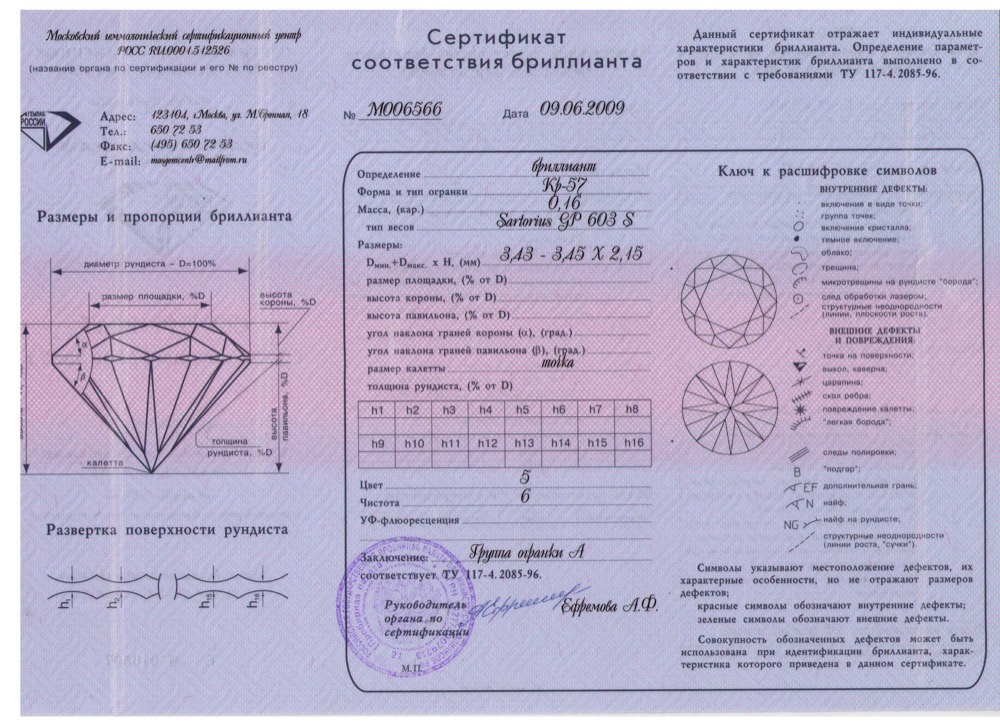 Московский геммологический сертификационный центр
РОСС RU.0001 512526
(название органа по сертификации и его № по реестру)
РОССИИ
Адрес: 123104, г.Москва, ул. М.Бронная, 18
Тел.: 650 72 53
Факс: (495) 650 72 53
E-mail: mosgemcentr@mailfrom.ru
Размеры и пропорции бриллианта
диаметр рундиста – D=100%
размер площадки, %D
высота
короны, %D
α
β
высота
павильона, %D
толщина
рундиста, %D
калетта
Развертка поверхности рундиста
h1 h2 h15 h16
Сертификат
соответствия бриллианта
№ М006566 Дата 09.06.2009
Определение бриллиант
Форма и тип огранки Кр-57
Масса, (кар.) 0,16
тип весов Sartorius GP 603 S
Размеры:
Dмин.+Dмакс. х Н, (мм) 3,43 - 3,45 X 2,15
размер площадки, (% от D)
высота короны, (% от D)
высота павильона, (% от D)
угол наклона граней короны (α), (град.)
угол наклона граней павильона (β), (град.)
размер калетты точка
толщина рундиста, (% от D)
h1 h2 h3 h4 h5 h6 h7 h8
h9 h10 h11 h12 h13 h14 h15 h16
Цвет 5
Чистота 6
УФ-флюоресценция
Заключение: Группа огранки А
соответствует ТУ 117-4. 2085-96.
Руководитель
органа по
сертификации
Ефремова А.Ф.
М.П.
Данный сертификат отражает индивидуальные
характеристики бриллианта. Определение парамет-
ров и характеристик бриллианта выполнено в со-
ответствии с требованиями ТУ 117-4. 2085-96.
Ключ к расшифровке символов
ВНУТРЕННИЕ ДЕФЕКТЫ:
включение в виде точки;
группа точек;
включение кристалла;
темное включение;
облако;
трещина;
микротрещины на рундисте "борода";
след обработки лазером;
структурные неоднородности
(линии, плоскости роста).
ВНЕШНИЕ ДЕФЕКТЫ
И ПОВРЕЖДЕНИЯ:
точка на поверхности;
выкол, каверна;
царапина;
скол ребра;
повреждение калетты;
"легкая борода";
следы полировки;
B "подгар";
EF дополнительная грань;
N найф;
NG найф на рундисте;
структурные неоднородности
(линии роста, "сучки").
Символы указывают местоположение дефектов, их
характерные особенности, но не отражают размеров
дефектов;
красные символы обозначают внутренние дефекты;
зеленые символы обозначают внешние дефекты.
Совокупность обозначенных дефектов может быть
использована при идентификации бриллианта, харак-
теристика которого приведена в данном сертификате.